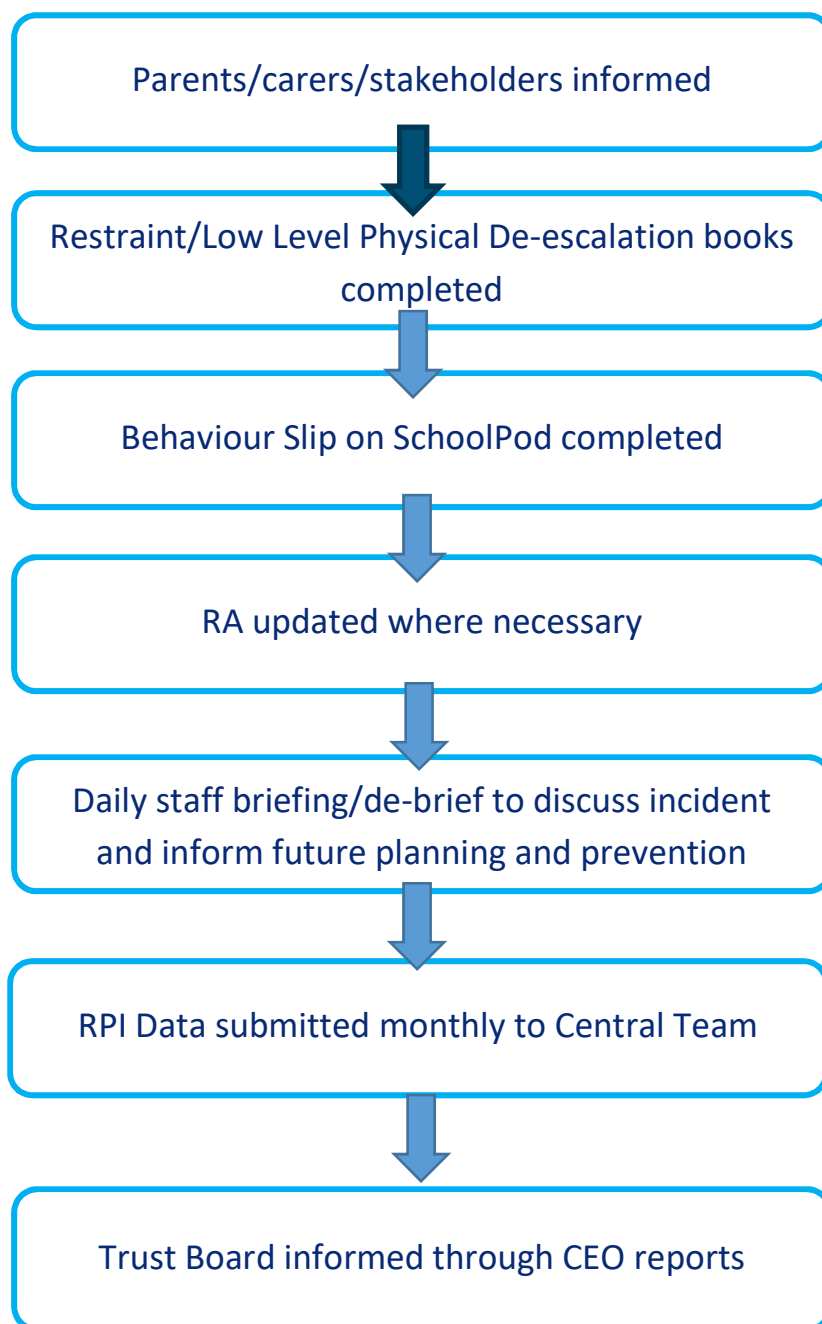 Parents/carers/stakeholders informed
Restraint/Low Level Physical De-escalation books
completed
Behaviour Slip on SchoolPod completed
RA updated where necessary
Daily staff briefing/de-brief to discuss incident
and inform future planning and prevention
RPI Data submitted monthly to Central Team
Trust Board informed through CEO reports